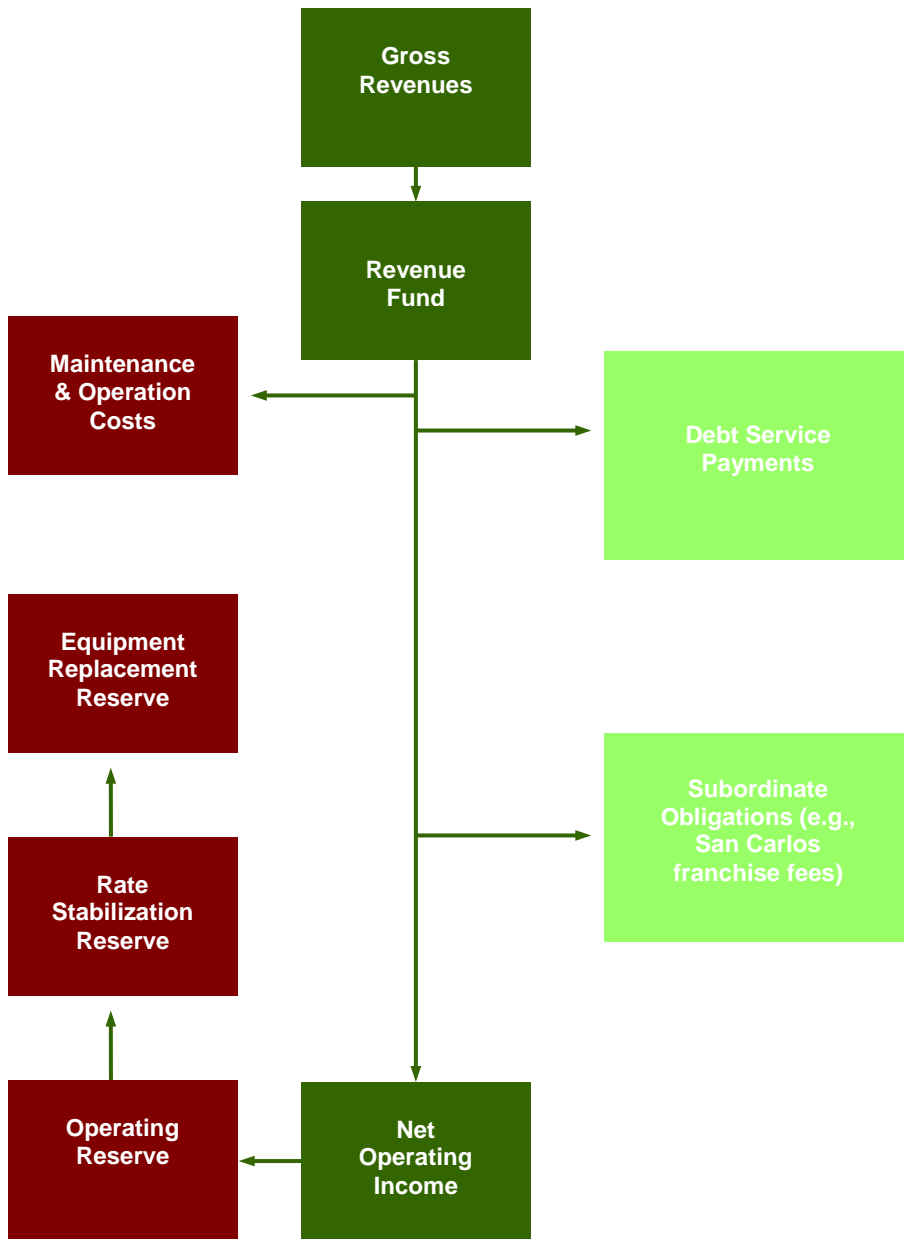 Gross
Revenues
Revenue
Fund
Maintenance
& Operation
Costs
Debt Service
Payments
Equipment
Replacement
Reserve
Subordinate
Obligations (e.g.,
San Carlos
franchise fees)
Rate
Stabilization
Reserve
Operating
Reserve
Net
Operating
Income